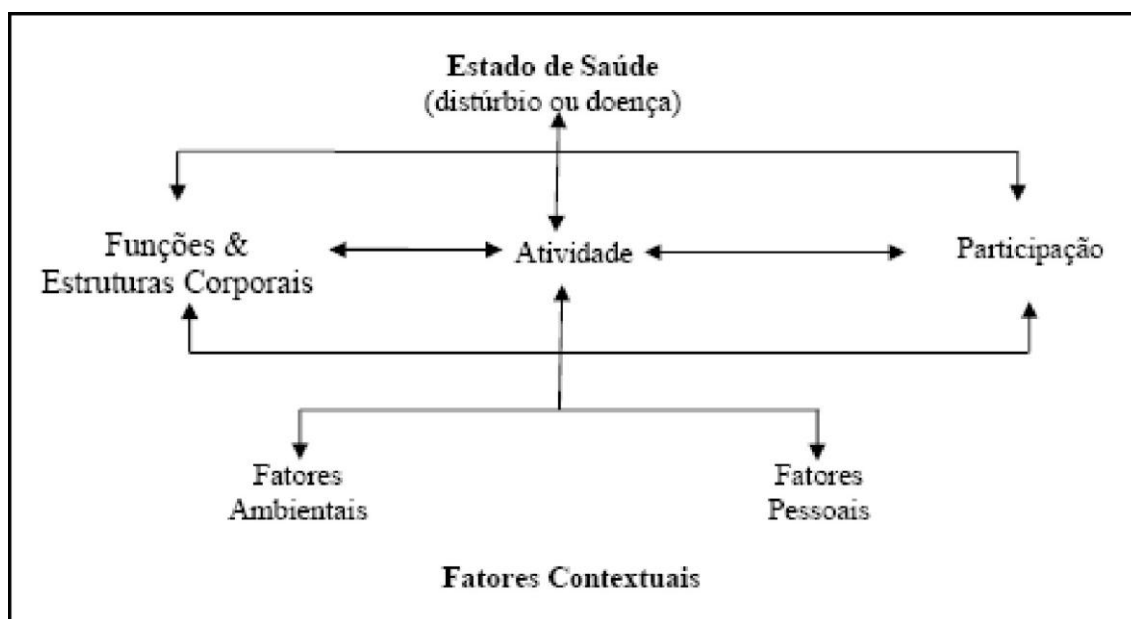 Estado de Saúde
(distúrbio ou doença)
Funções &
Estruturas Corporais
Atividade
Participação
Fatores
Ambientais
Fatores
Pessoais
Fatores Contextuais